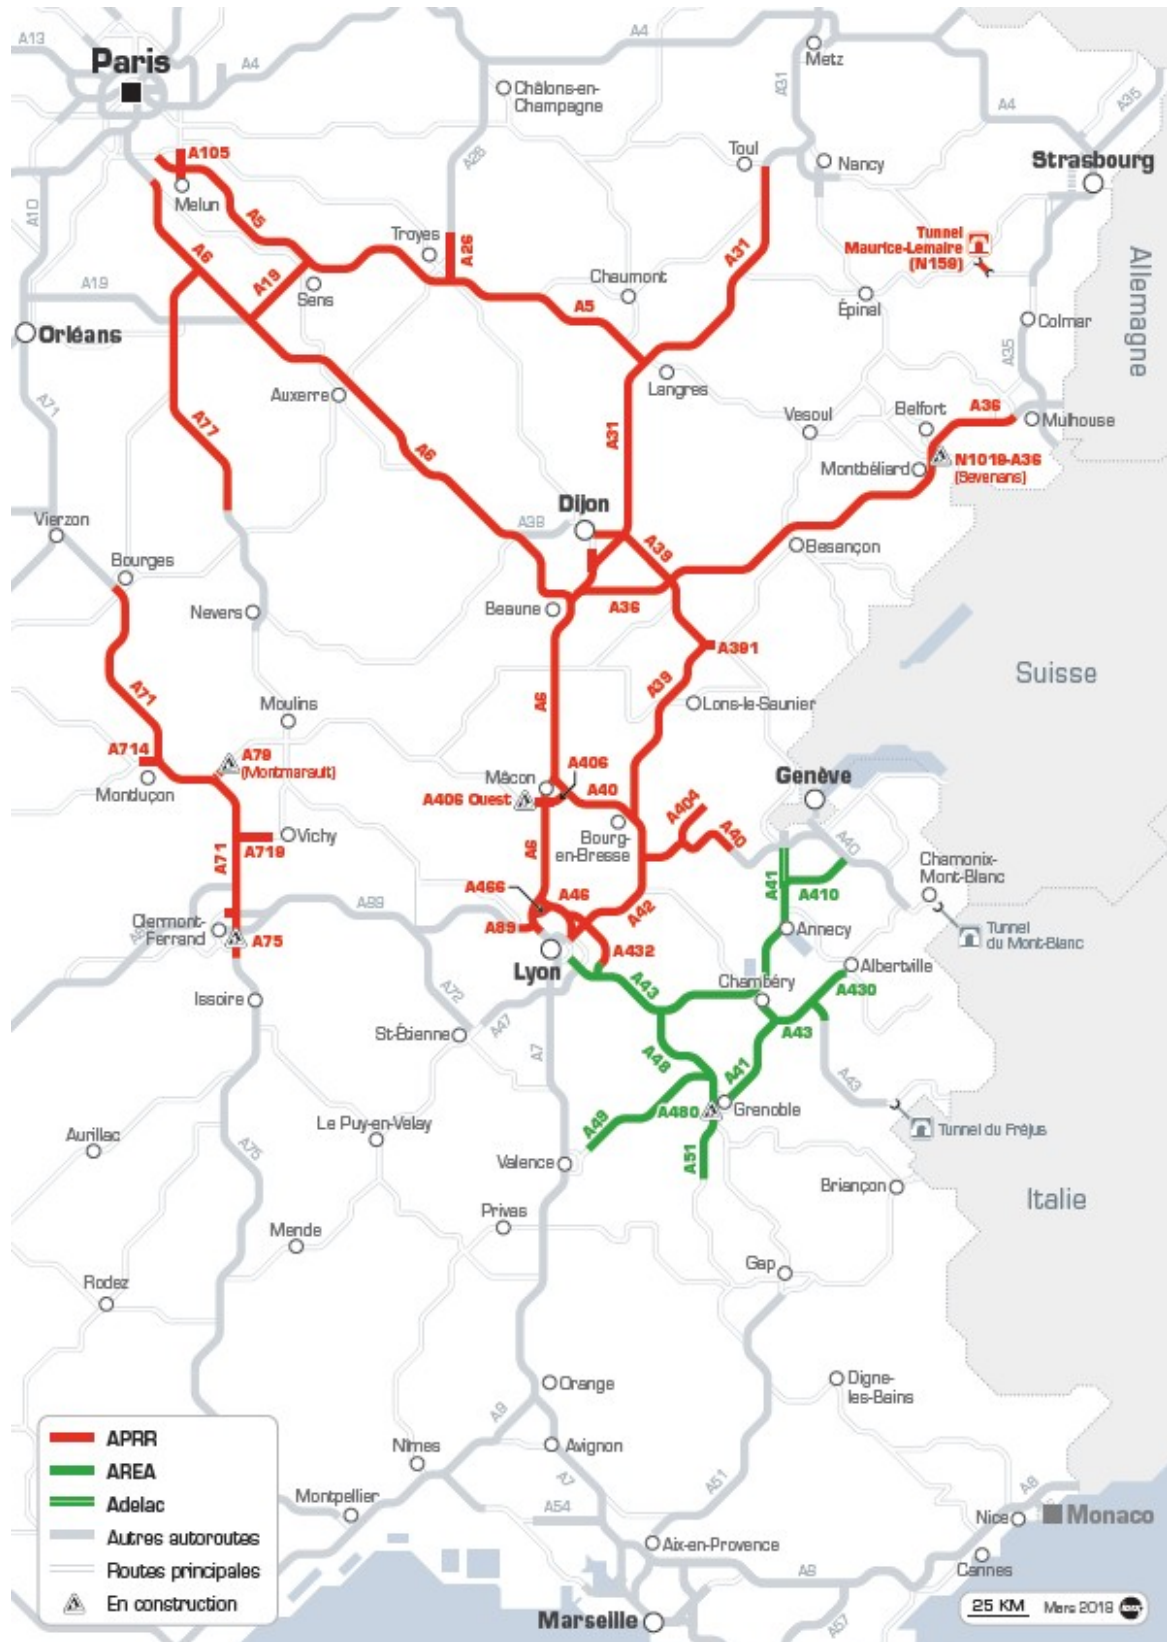 A13
Paris
A4
A4
Metz
A31
A4
A35
Châlons-en-
Champagne
A26
A105
Melun
Toul
Nancy
Strasbourg
A10
A5
Troyes
A26
Tunnel
Maurice-Lemaire
(N159)
A31
Allemagne
A6
A19
A19
Sens
Chaumont
A5
Épinal
Colmar
Orléans
A35
Langres
A71
Auxerre
Vesoul
Belfort
A36
Mulhouse
A77
A6
A31
Montbéliard
N1019-A36
(Sevenans)
Vierzon
A38
Dijon
A39
Besançon
Bourges
Nevers
Beaune
A36
A391
Suisse
A71
A6
A39
Lons-le-Saunier
Moulins
A714
A79
(Montmarault)
Montluçon
Mâcon
A406
Genève
A406 Ouest
A40
A404
A40
Bourg-
en-Bresse
A40
Vichy
A719
A71
A6
A41
A410
Chamonix-
Mont-Blanc
A466
A46
A42
A89
A89
Clermont-
Ferrand
A75
A432
Annecy
Tunnel
du Mont-Blanc
Lyon
Albertville
Chambéry
A43
A430
Issoire
A72
A47
St-Étienne
A7
A43
A48
A41
A43
A480
Grenoble
A49
Tunnel du Fréjus
Le Puy-en-Velay
Aurillac
A75
Valence
A51
Briançon
Italie
Privas
Mende
Gap
Rodez
Orange
Digne-
les-Bains
A9
Nîmes
Avignon
A7
A51
Montpellier
A54
A8
Nice
Monaco
Aix-en-Provence
A8
Cannes
Marseille
A57
APRR
AREA
Adelac
Autres autoroutes
Routes principales
En construction
25 KM
Mars 2018